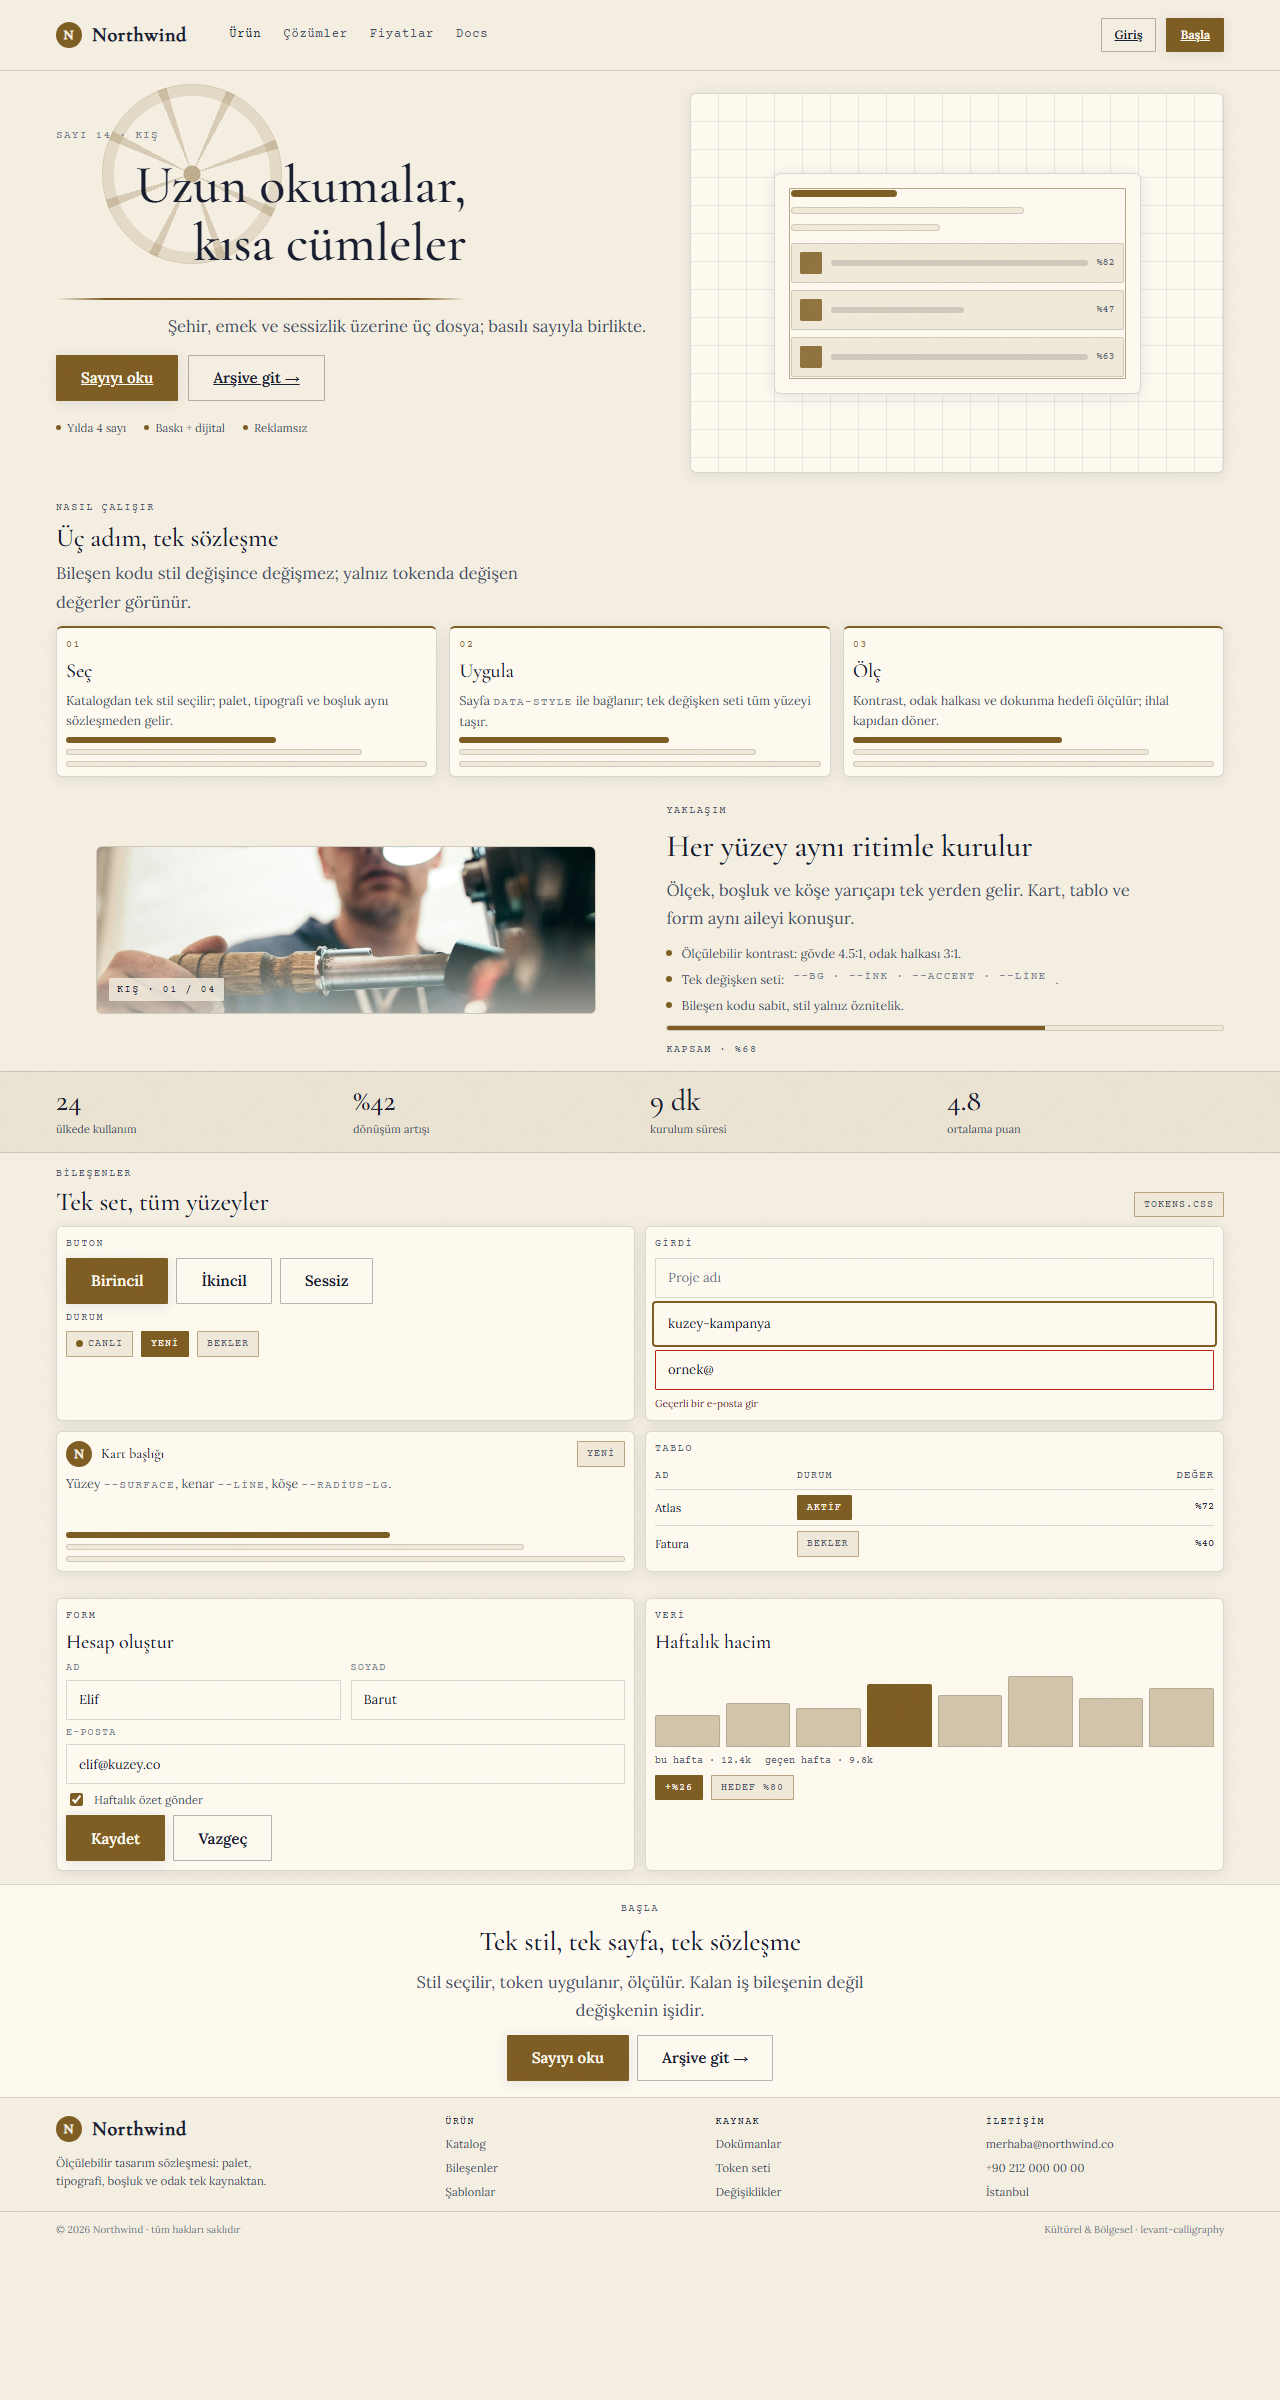 N Northwind Ürün Çözümler Fiyatlar Docs Giriş Başla
SAYI 14 · KIŞ
Uzun okumalar,
kısa cümleler
Şehir, emek ve sessizlik üzerine üç dosya; basılı sayıyla birlikte.
Sayıyı oku Arşive git →
Yılda 4 sayı Baskı + dijital Reklamsız
%82
%47
%63
NASIL ÇALIŞIR
Üç adım, tek sözleşme
Bileşen kodu stil değişince değişmez; yalnız tokenda değişen
değerler görünür.
01
Seç
Katalogdan tek stil seçilir; palet, tipografi ve boşluk aynı
sözleşmeden gelir.
02
Uygula
Sayfa DATA-STYLE ile bağlanır; tek değişken seti tüm yüzeyi
taşır.
03
Ölç
Kontrast, odak halkası ve dokunma hedefi ölçülür; ihlal
kapıdan döner.
KIŞ · 01 / 04
YAKLAŞIM
Her yüzey aynı ritimle kurulur
Ölçek, boşluk ve köşe yarıçapı tek yerden gelir. Kart, tablo ve
form aynı aileyi konuşur.
Ölçülebilir kontrast: gövde 4.5:1, odak halkası 3:1.
Tek değişken seti: --BG · --İNK · --ACCENT · --LİNE .
Bileşen kodu sabit, stil yalnız öznitelik.
KAPSAM · %68
24
ülkede kullanım
%42
dönüşüm artışı
9 dk
kurulum süresi
4.8
ortalama puan
BİLEŞENLER
Tek set, tüm yüzeyler
TOKENS.CSS
BUTON
Birincil İkincil Sessiz
DURUM
CANLI YENİ BEKLER
GİRDİ
Proje adı
kuzey-kampanya
ornek@
Geçerli bir e-posta gir
N Kart başlığı YENİ
Yüzey --SURFACE, kenar --LİNE, köşe --RADİUS-LG.
TABLO
AD DURUM DEĞER
Atlas AKTİF %72
Fatura BEKLER %40
FORM
Hesap oluştur
AD SOYAD
Elif Barut
E-POSTA
elif@kuzey.co
Haftalık özet gönder
Kaydet Vazgeç
VERİ
Haftalık hacim
bu hafta · 12.4k geçen hafta · 9.8k
+%26 HEDEF %80
BAŞLA
Tek stil, tek sayfa, tek sözleşme
Stil seçilir, token uygulanır, ölçülür. Kalan iş bileşenin değil
değişkenin işidir.
Sayıyı oku Arşive git →
N Northwind
Ölçülebilir tasarım sözleşmesi: palet,
tipografi, boşluk ve odak tek kaynaktan.
ÜRÜN
Katalog
Bileşenler
Şablonlar
KAYNAK
Dokümanlar
Token seti
Değişiklikler
İLETİŞİM
merhaba@northwind.co
+90 212 000 00 00
İstanbul
© 2026 Northwind · tüm hakları saklıdır
Kültürel & Bölgesel · levant-calligraphy